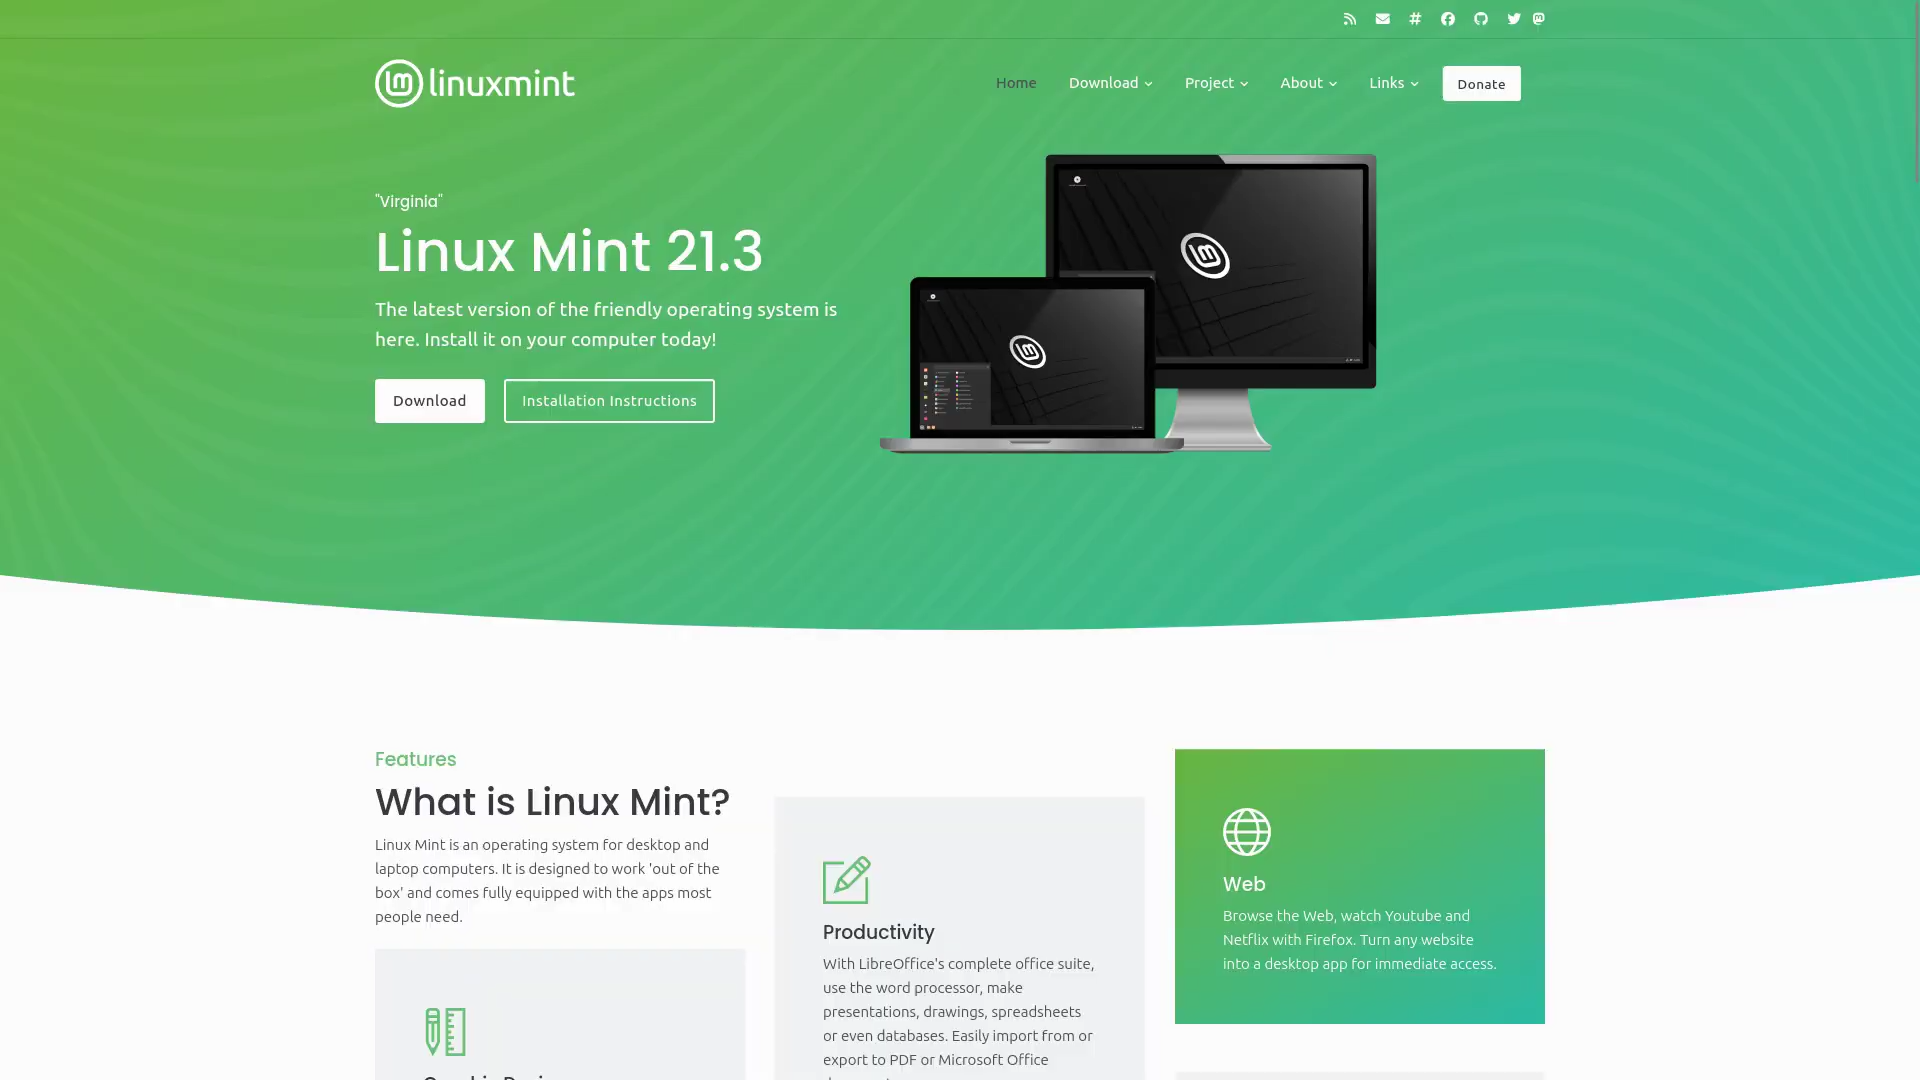 linuxmint
Home
Download
Project
About
Links
Donate
"Virginia"
Linux Mint 21.3
The latest version of the friendly operating system is
here. Install it on your computer today!
Download
Installation Instructions
Features
What is Linux Mint?
Linux Mint is an operating system for desktop and
laptop computers. It is designed to work 'out of the
box' and comes fully equipped with the apps most
people need.
Productivity
With LibreOffice's complete office suite,
use the word processor, make
presentations, drawings, spreadsheets
or even databases. Easily import from or
export to PDF or Microsoft Office
Web
Browse the Web, watch Youtube and
Netflix with Firefox. Turn any website
into a desktop app for immediate access.